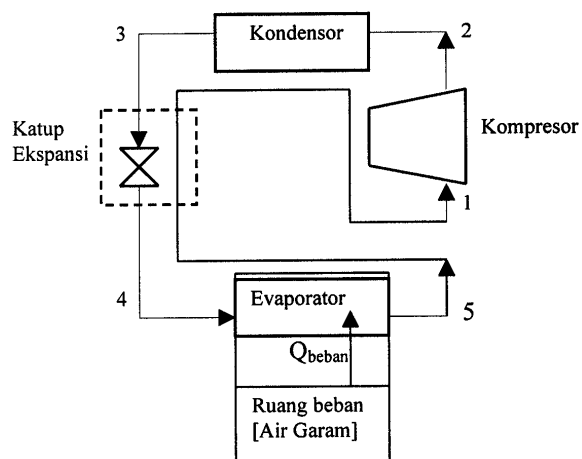 3
Kondensor
2
Katup
Ekspansi
Kompresor
1
4
Evaporator
5
Qbeban
Ruang beban
[Air Garam]